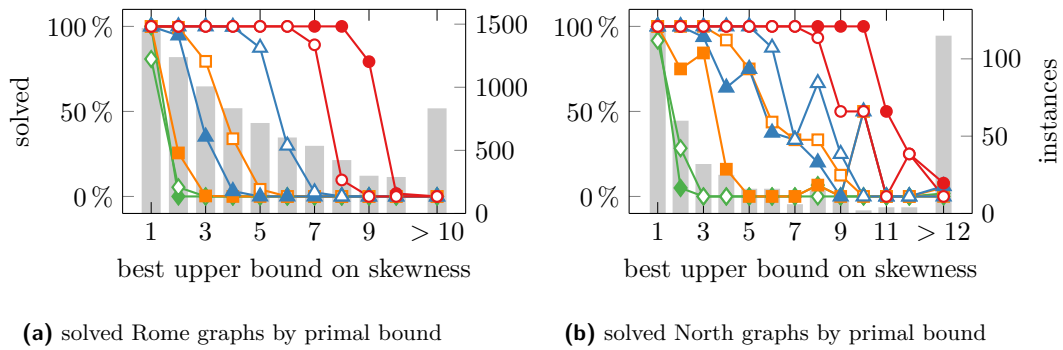 100 %
50 %
0 %
solved
1 3 5 7 9 > 10
1500
1000
500
0
best upper bound on skewness
(a) solved Rome graphs by primal bound
100 %
50 %
0 %
1 3 5 7 9 11 > 12
100
50
0
instances
best upper bound on skewness
(b) solved North graphs by primal bound